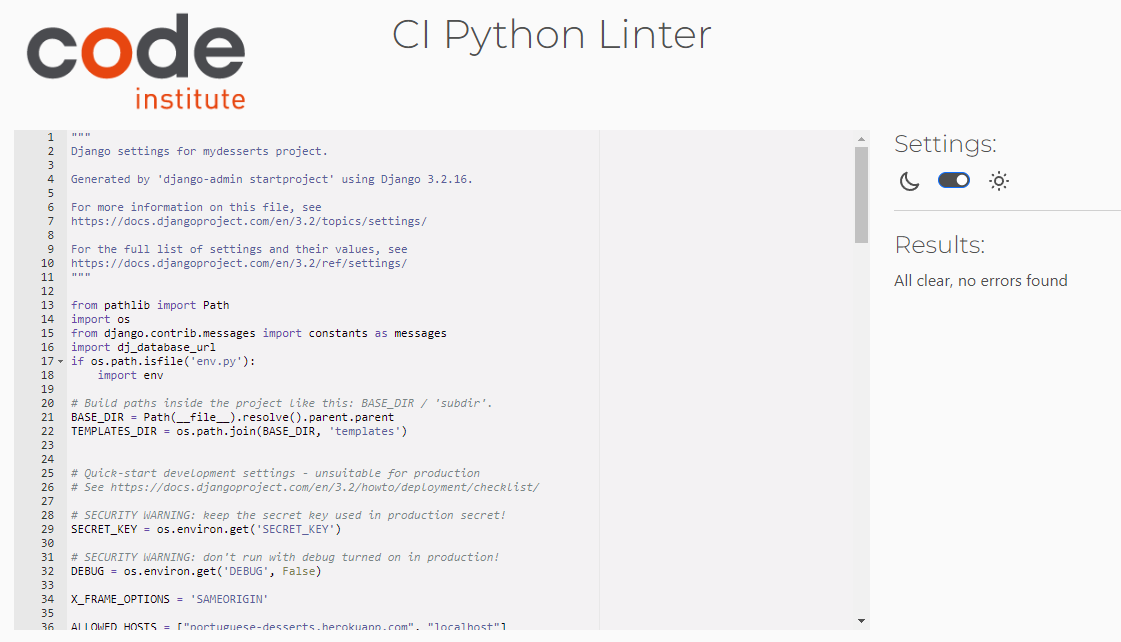 code
institute
CI Python Linter
1 """
2 Django settings for mydesserts project.
3
4 Generated by 'django-admin startproject' using Django 3.2.16.
5
6 For more information on this file, see
7 https://docs.djangoproject.com/en/3.2/topics/settings/
8
9 For the full list of settings and their values, see
10 https://docs.djangoproject.com/en/3.2/ref/settings/
11 """
12
13 from pathlib import Path
14 import os
15 from django.contrib.messages import constants as messages
16 import dj_database_url
17 if os.path.isfile('env.py'):
18     import env
19
20 # Build paths inside the project like this: BASE_DIR / 'subdir'.
21 BASE_DIR = Path(__file__).resolve().parent.parent
22 TEMPLATES_DIR = os.path.join(BASE_DIR, 'templates')
23
24
25 # Quick-start development settings - unsuitable for production
26 # See https://docs.djangoproject.com/en/3.2/howto/deployment/checklist/
27
28 # SECURITY WARNING: keep the secret key used in production secret!
29 SECRET_KEY = os.environ.get('SECRET_KEY')
30
31 # SECURITY WARNING: don't run with debug turned on in production!
32 DEBUG = os.environ.get('DEBUG', False)
33
34 X_FRAME_OPTIONS = 'SAMEORIGIN'
35
36 ALLOWED_HOSTS = ["portuguese-desserts.herokuapp.com", "localhost"]
Settings:
Results:
All clear, no errors found